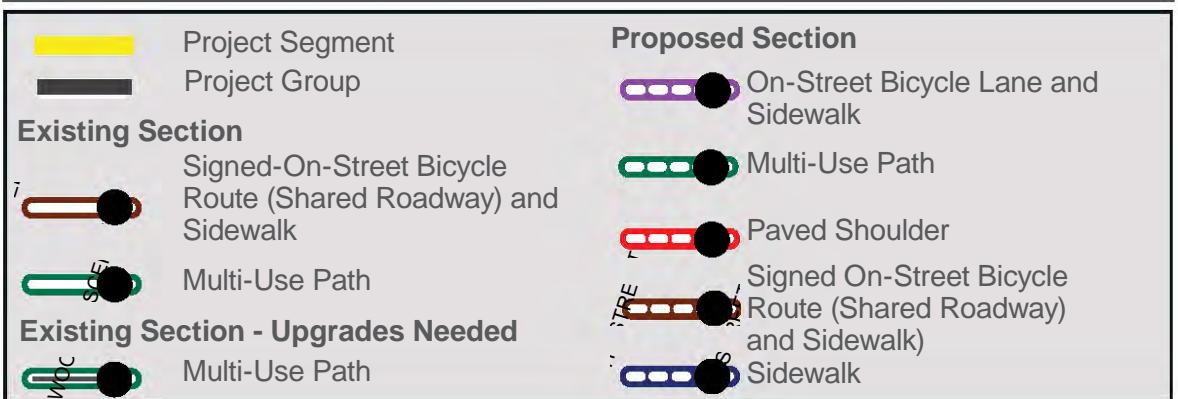 Project Segment
Project Group
Existing Section
Signed-On-Street Bicycle
Route (Shared Roadway) and
Sidewalk
Multi-Use Path
Existing Section - Upgrades Needed
Multi-Use Path
Proposed Section
On-Street Bicycle Lane and
Sidewalk
Multi-Use Path
Paved Shoulder
Signed On-Street Bicycle
Route (Shared Roadway)
and Sidewalk)
Sidewalk